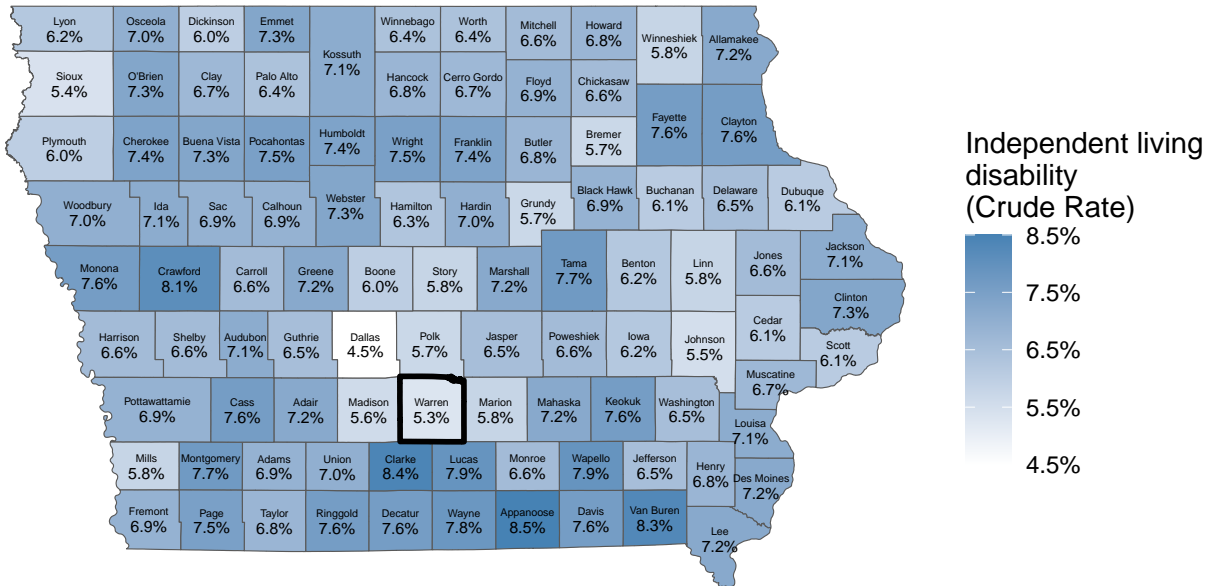 Lyon
6.2%
Osceola
7.0%
Dickinson
6.0%
Emmet
7.3%
Kossuth
7.1%
Winnebago
6.4%
Worth
6.4%
Mitchell
6.6%
Howard
6.8%
Winneshiek
5.8%
Allamakee
7.2%
Sioux
5.4%
O'Brien
7.3%
Clay
6.7%
Palo Alto
6.4%
Hancock
6.8%
Cerro Gordo
6.7%
Floyd
6.9%
Chickasaw
6.6%
Fayette
7.6%
Clayton
7.6%
Plymouth
6.0%
Cherokee
7.4%
Buena Vista
7.3%
Pocahontas
7.5%
Humboldt
7.4%
Wright
7.5%
Franklin
7.4%
Butler
6.8%
Bremer
5.7%
Woodbury
7.0%
Ida
7.1%
Sac
6.9%
Calhoun
6.9%
Webster
7.3%
Hamilton
6.3%
Hardin
7.0%
Grundy
5.7%
Black Hawk
6.9%
Buchanan
6.1%
Delaware
6.5%
Dubuque
6.1%
Monona
7.6%
Crawford
8.1%
Carroll
6.6%
Greene
7.2%
Boone
6.0%
Story
5.8%
Marshall
7.2%
Tama
7.7%
Benton
6.2%
Linn
5.8%
Jones
6.6%
Jackson
7.1%
Clinton
7.3%
Harrison
6.6%
Shelby
6.6%
Audubon
7.1%
Guthrie
6.5%
Dallas
4.5%
Polk
5.7%
Jasper
6.5%
Poweshiek
6.6%
Iowa
6.2%
Johnson
5.5%
Cedar
6.1%
Scott
6.1%
Muscatine
6.7%
Pottawattamie
6.9%
Cass
7.6%
Adair
7.2%
Madison
5.6%
Warren
5.3%
Marion
5.8%
Mahaska
7.2%
Keokuk
7.6%
Washington
6.5%
Louisa
7.1%
Mills
5.8%
Montgomery
7.7%
Adams
6.9%
Union
7.0%
Clarke
8.4%
Lucas
7.9%
Monroe
6.6%
Wapello
7.9%
Jefferson
6.5%
Henry
6.8%
Des Moines
7.2%
Fremont
6.9%
Page
7.5%
Taylor
6.8%
Ringgold
7.6%
Decatur
7.6%
Wayne
7.8%
Appanoose
8.5%
Davis
7.6%
Van Buren
8.3%
Lee
7.2%
Independent living
disability
(Crude Rate)
8.5%
7.5%
6.5%
5.5%
4.5%